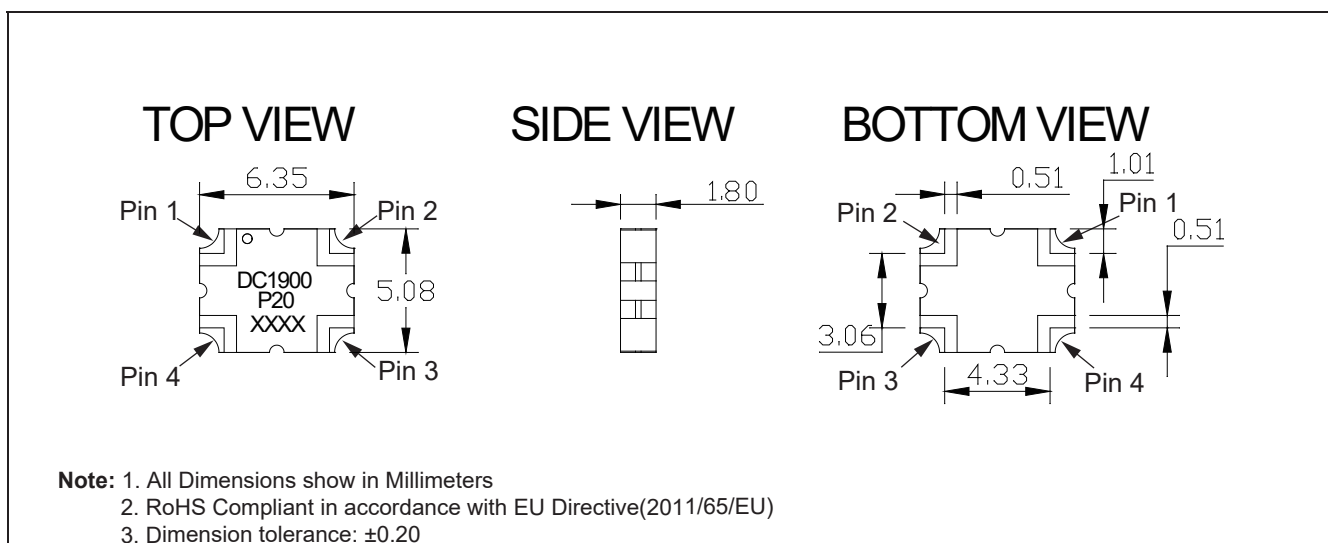 TOP VIEW
SIDE VIEW
BOTTOM VIEW
6.35
1.80
0.51
1.01
Pin 1
Pin 2
Pin 2
Pin 1
0.51
DC1900
P20
XXXX
5.08
3.06
4.33
Pin 4
Pin 3
Pin 3
Pin 4
Note: 1. All Dimensions show in Millimeters
2. RoHS Compliant in accordance with EU Directive(2011/65/EU)
3. Dimension tolerance: ±0.20